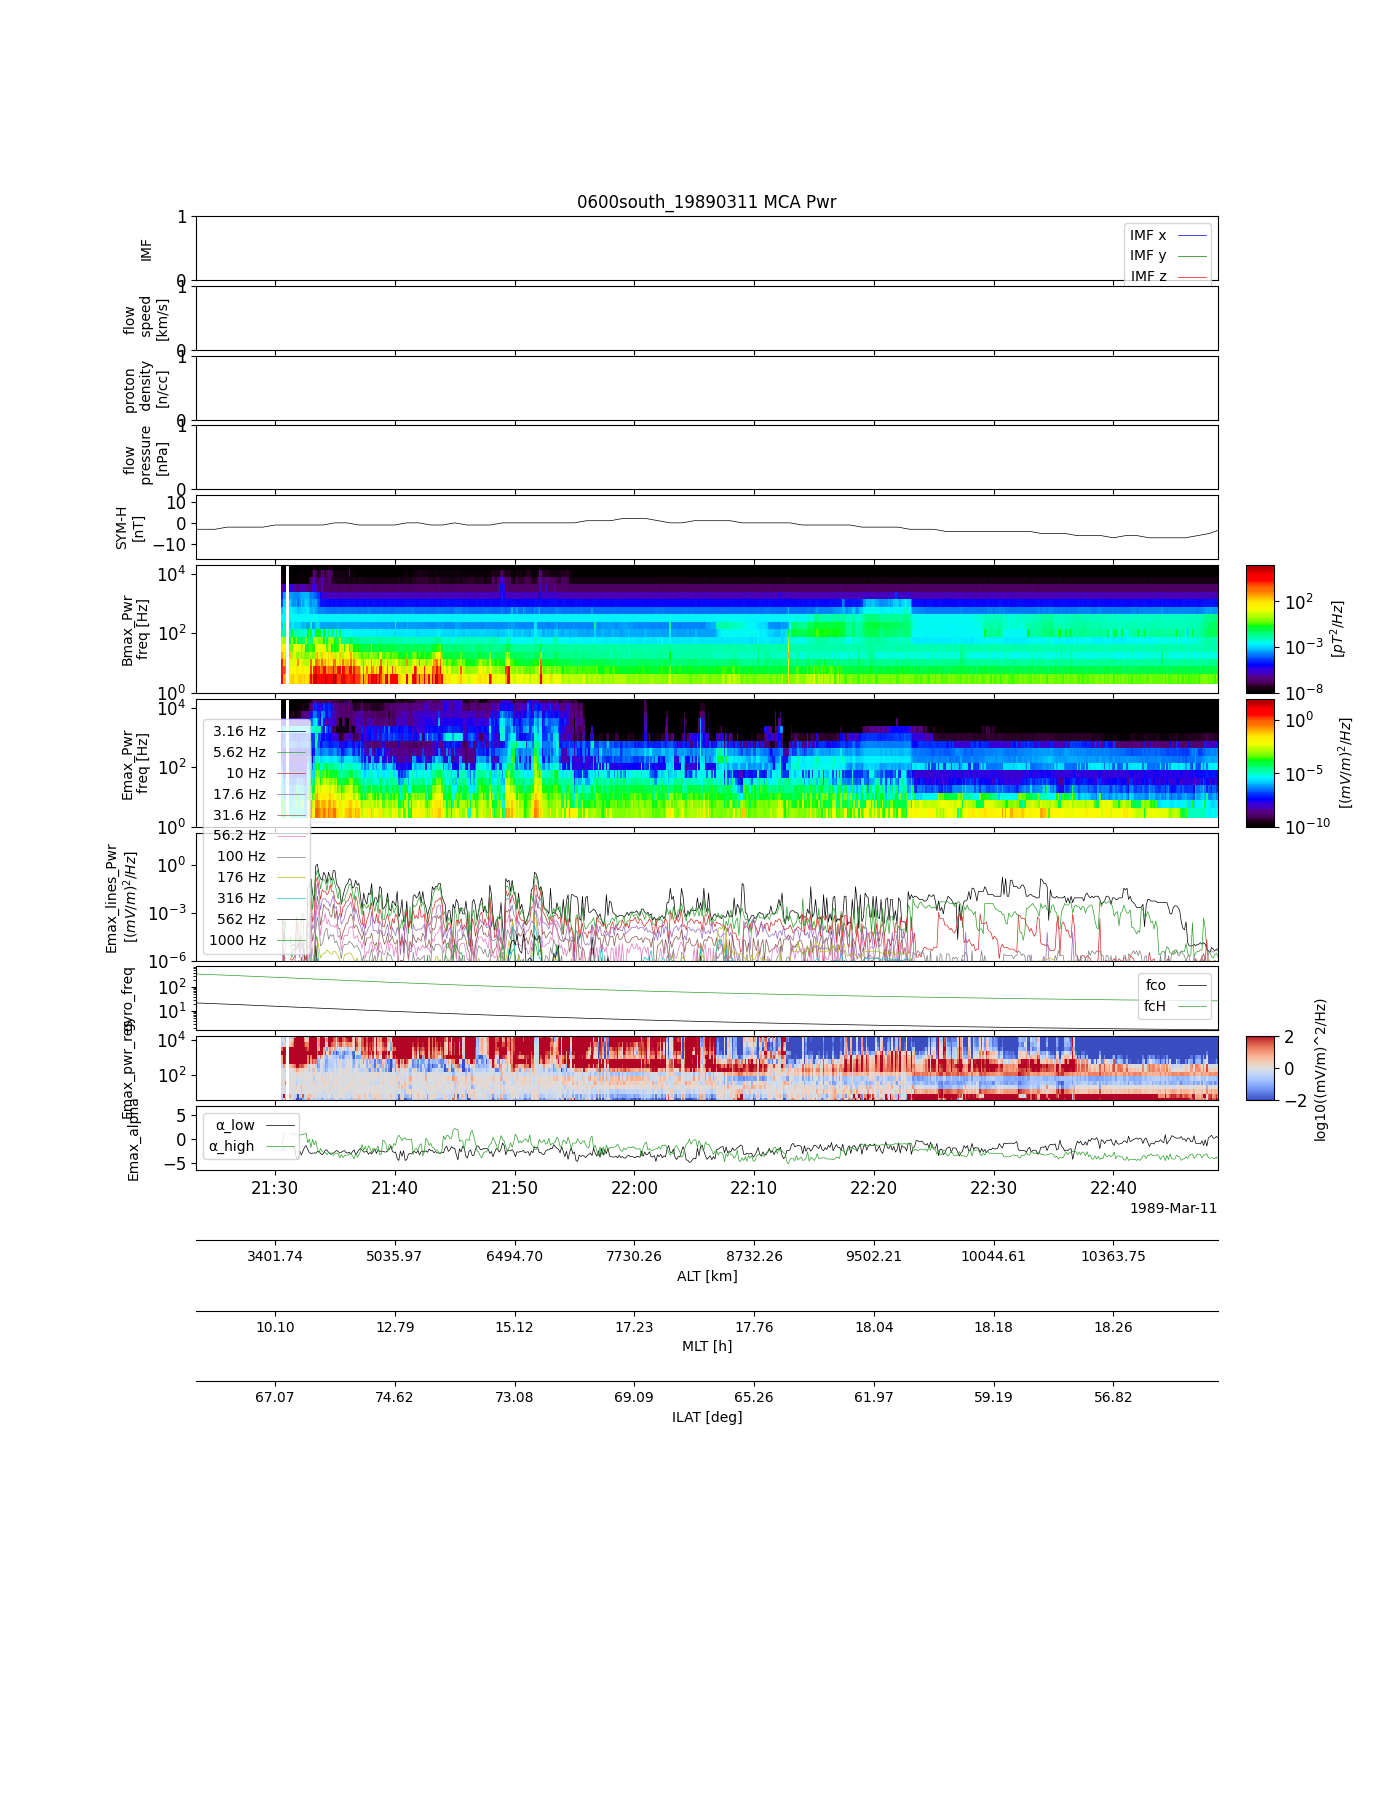 0600south_19890311 MCA Pwr
1
0
IMF
IMF x
IMF y
IMF z
1
0
flow
speed
[km/s]
1
0
proton
density
[n/cc]
1
0
flow
pressure
[nPa]
10
0
−10
SYM-H
[nT]
10^4
10^2
10^0
Bmax_Pwr
freq [Hz]
10^2
10^−3
10^−8
[pT^2/Hz]
10^4
10^2
10^0
Emax_Pwr
freq [Hz]
10^0
10^−5
10^−10
[(mV/m)^2/Hz]
3.16 Hz
5.62 Hz
10 Hz
17.6 Hz
31.6 Hz
56.2 Hz
100 Hz
176 Hz
316 Hz
562 Hz
1000 Hz
10^0
10^−3
10^−6
Emax_lines_Pwr
[(mV/m)^2/Hz]
10^2
10^1
gyro_freq
fco
fcH
10^4
10^2
Emax_pwr_reg
2
0
−2
log10((mV/m)^2/Hz)
5
0
−5
Emax_alpha
α_low
α_high
21:30 21:40 21:50 22:00 22:10 22:20 22:30 22:40
1989-Mar-11
3401.74 5035.97 6494.70 7730.26 8732.26 9502.21 10044.61 10363.75
ALT [km]
10.10 12.79 15.12 17.23 17.76 18.04 18.18 18.26
MLT [h]
67.07 74.62 73.08 69.09 65.26 61.97 59.19 56.82
ILAT [deg]